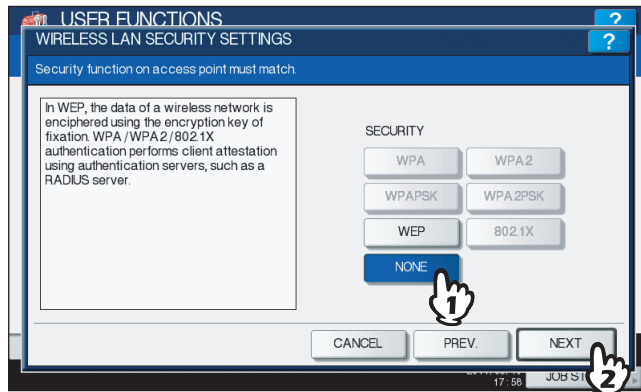 USER FUNCTIONS
?
WIRELESS LAN SECURITY SETTINGS
?
Security function on access point must match.
In WEP, the data of a wireless network is
enciphered using the encryption key of
fixation. WPA/WPA2/802.1X
authentication performs client attestation
using authentication servers, such as a
RADIUS server.
SECURITY
WPA
WPA2
WPAPSK
WPA2PSK
WEP
802.1X
NONE
1
CANCEL
PREV.
NEXT
2
17:58
JOB